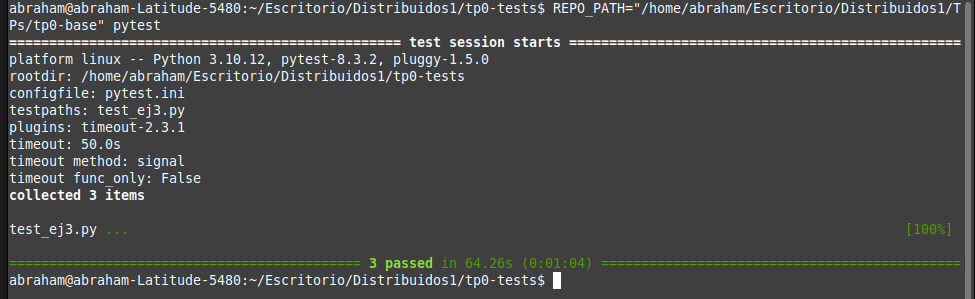 abraham@abraham-Latitude-5480:~/Escritorio/Distribuidos1/tp0-tests$ REPO_PATH="/home/abraham/Escritorio/Distribuidos1/T
Ps/tp0-base" pytest
================================================ test session starts ================================================
platform linux -- Python 3.10.12, pytest-8.3.2, pluggy-1.5.0
rootdir: /home/abraham/Escritorio/Distribuidos1/tp0-tests
configfile: pytest.ini
testpaths: test_ej3.py
plugins: timeout-2.3.1
timeout: 50.0s
timeout method: signal
timeout func_only: False
collected 3 items
test_ej3.py ... [100%]
=========================================== 3 passed in 64.26s (0:01:04) ============================================
abraham@abraham-Latitude-5480:~/Escritorio/Distribuidos1/tp0-tests$